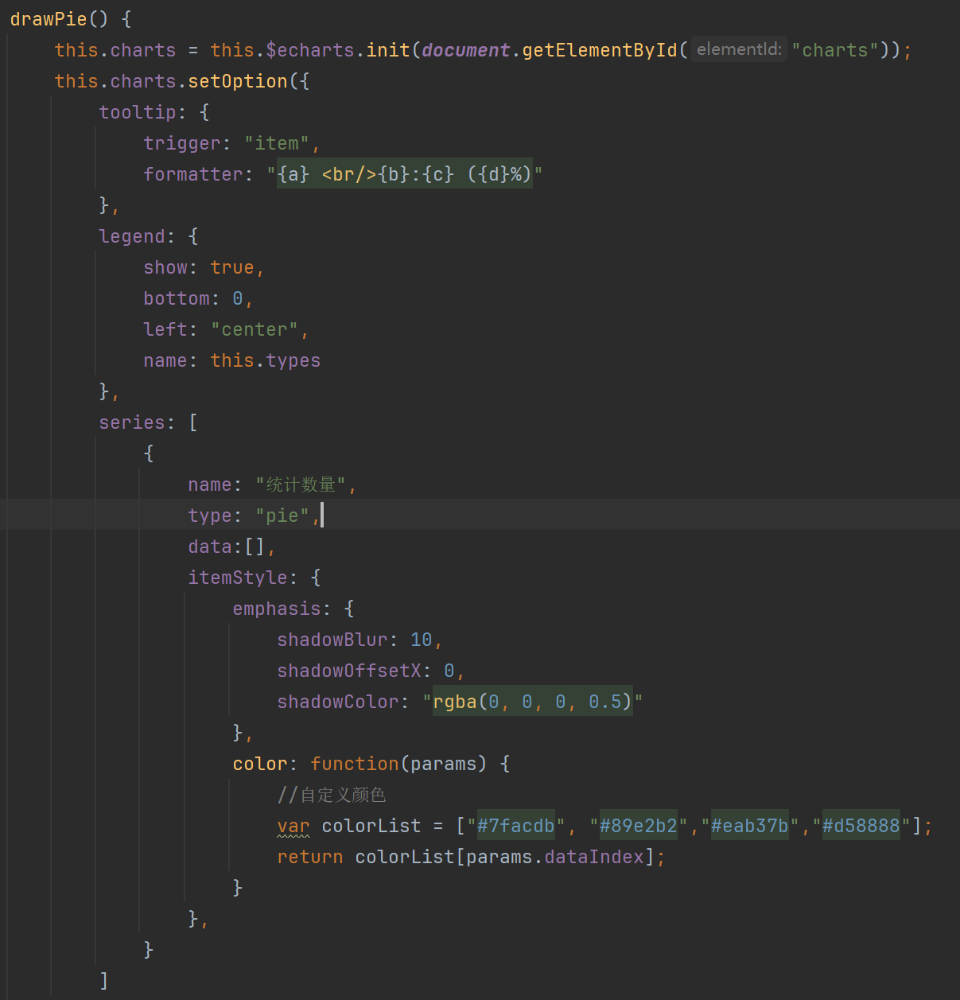 drawPie() {
this.charts = this.$echarts.init(document.getElementById( elementId: "charts"));
this.charts.setOption({
tooltip: {
trigger: "item",
formatter: "{a} <br/>{b}:{c} ({d}%)"
},
legend: {
show: true,
bottom: 0,
left: "center",
name: this.types
},
series: [
{
name: "统计数量",
type: "pie",
data:[],
itemStyle: {
emphasis: {
shadowBlur: 10,
shadowOffsetX: 0,
shadowColor: "rgba(0, 0, 0, 0.5)"
},
color: function(params) {
//自定义颜色
var colorList = ["#7facdb", "#89e2b2","#eab37b","#d58888"];
return colorList[params.dataIndex];
}
},
}
]